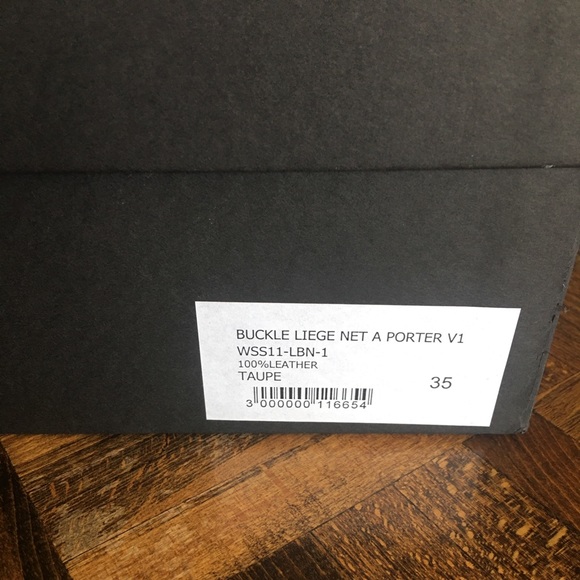 BUCKLE LIEGE NET A PORTER V1
WSS11-LBN-1
100%LEATHER
TAUPE 35
3 000000 116654